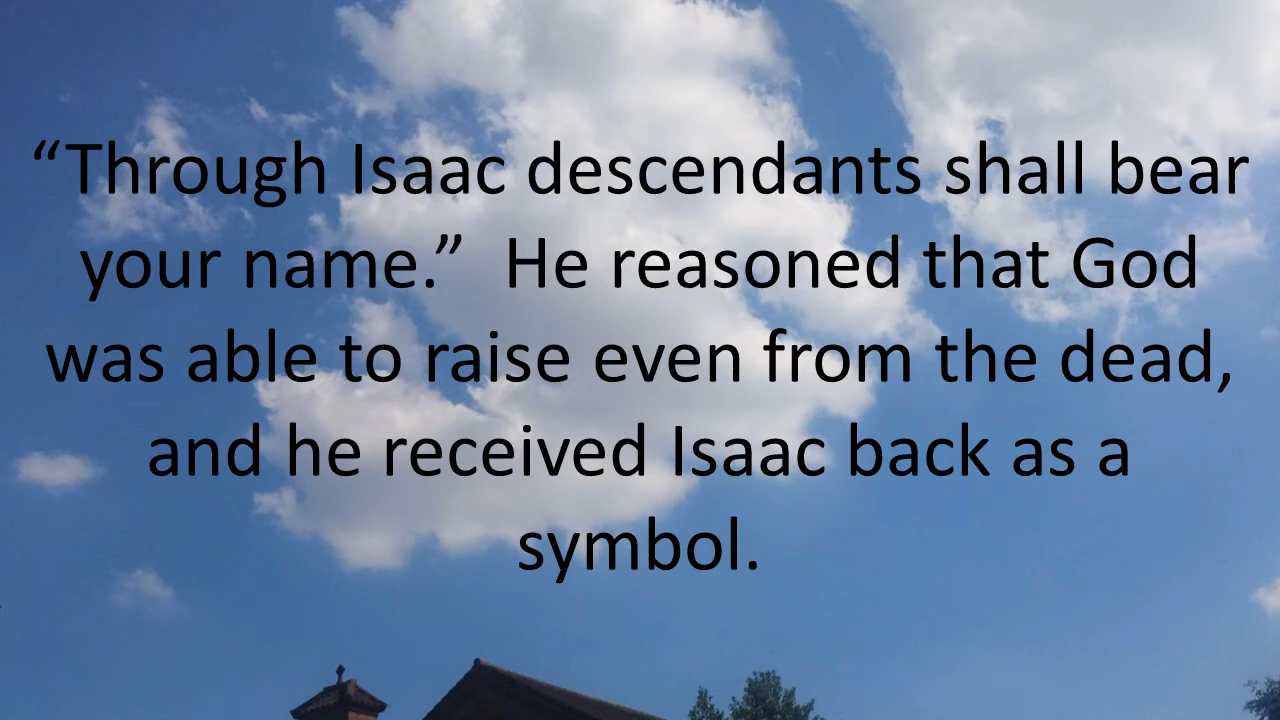 “Through Isaac descendants shall bear
your name.”  He reasoned that God
was able to raise even from the dead,
and he received Isaac back as a
symbol.